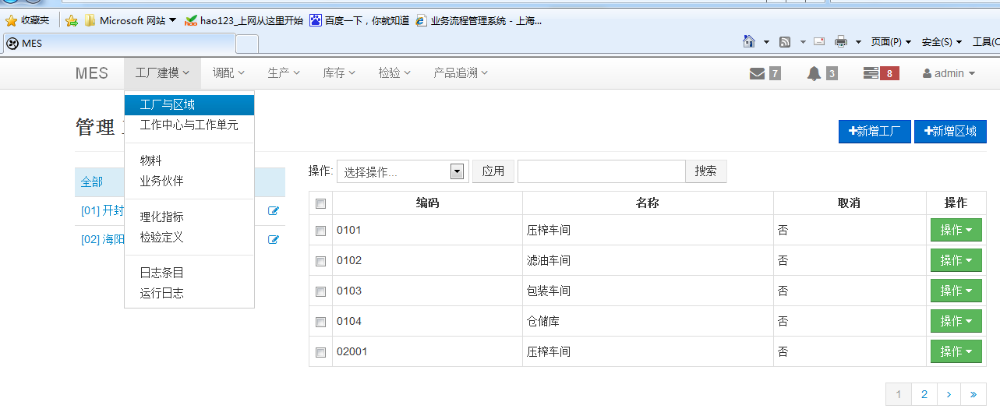 收藏夹 Microsoft 网站 hao123_上网从这里开始 百度一下，你就知道 业务流程管理系统 - 上海...
MES 页面(P) 安全(S) 工具(
MES 工厂建模 调配 生产 库存 检验 产品追溯 7 3 8 admin
工厂与区域
工作中心与工作单元
物料
业务伙伴
理化指标
检验定义
日志条目
运行日志
管理
新增工厂 新增区域
全部
[01] 开封
[02] 海阳
操作: 选择操作... 应用 搜索
编码 名称 取消 操作
0101 压榨车间 否 操作
0102 滤油车间 否 操作
0103 包装车间 否 操作
0104 仓储库 否 操作
02001 压榨车间 否 操作
1 2 › »